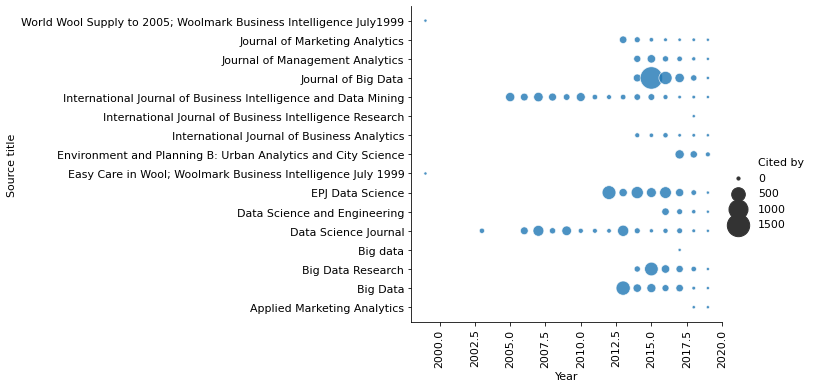 World Wool Supply to 2005; Woolmark Business Intelligence July1999
Journal of Marketing Analytics
Journal of Management Analytics
Journal of Big Data
International Journal of Business Intelligence and Data Mining
International Journal of Business Intelligence Research
International Journal of Business Analytics
Environment and Planning B: Urban Analytics and City Science
Easy Care in Wool; Woolmark Business Intelligence July 1999
EPJ Data Science
Data Science and Engineering
Data Science Journal
Big data
Big Data Research
Big Data
Applied Marketing Analytics
Source title
2000.0
2002.5
2005.0
2007.5
2010.0
2012.5
2015.0
2017.5
2020.0
Year
Cited by
0
500
1000
1500